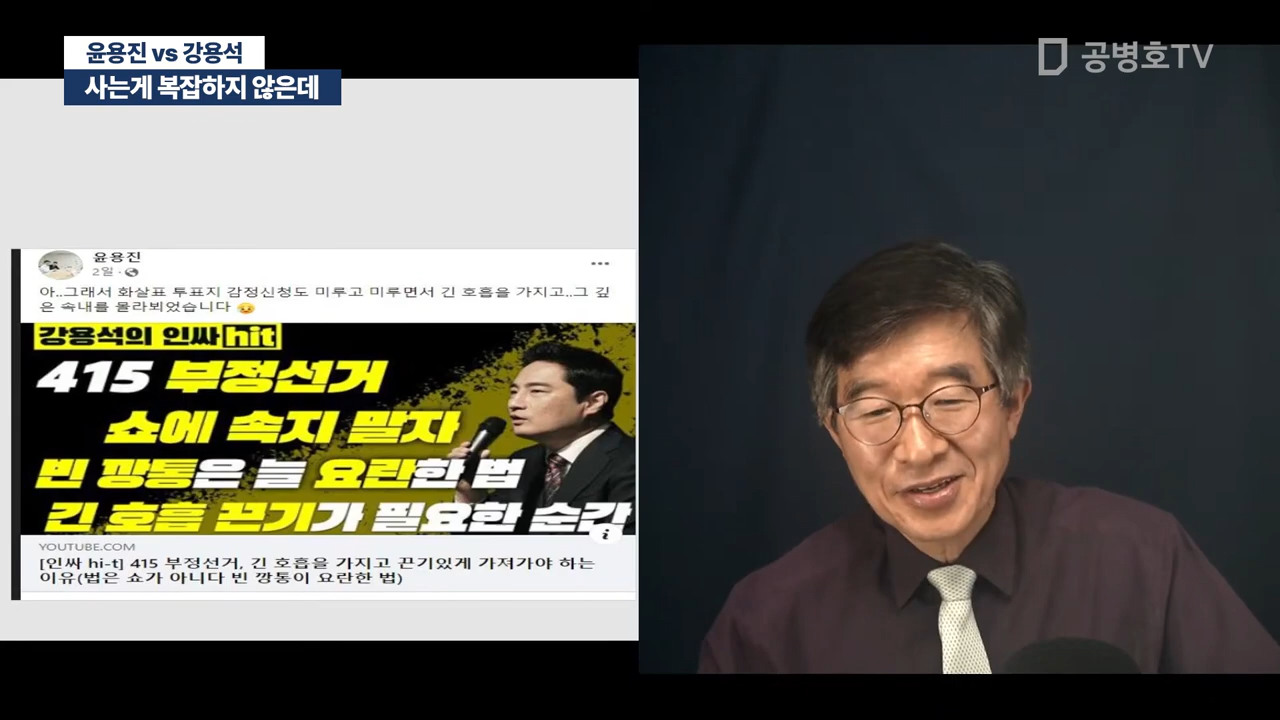 윤용진 vs 강용석
사는게 복잡하지 않은데
공병호TV
윤용진
2일 ·
아..그래서 화살표 투표지 감정신청도 미루고 미루면서 긴 호흡을 가지고..그 깊
은 속내를 몰라뵈었습니다 😥
강용석의 인싸 hit
415 부정선거
쇼에 속지 말자
빈 깡통은 늘 요란한 법
긴 호흡 끈기가 필요한 순간
YOUTUBE.COM
[인싸 hi-t] 415 부정선거, 긴 호흡을 가지고 끈기있게 가져가야 하는
이유(법은 쇼가 아니다 빈 깡통이 요란한 법)